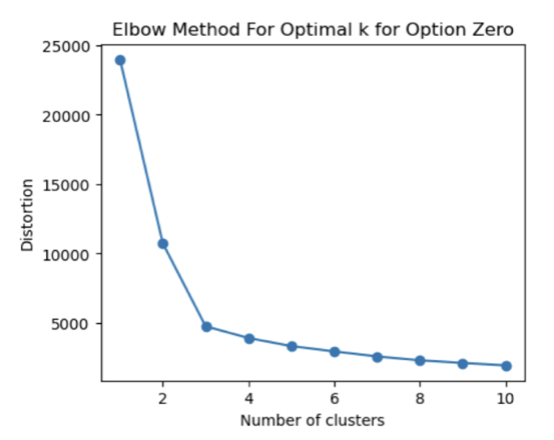 Elbow Method For Optimal k for Option Zero
25000
20000
15000
10000
5000
Distortion
2 4 6 8 10
Number of clusters